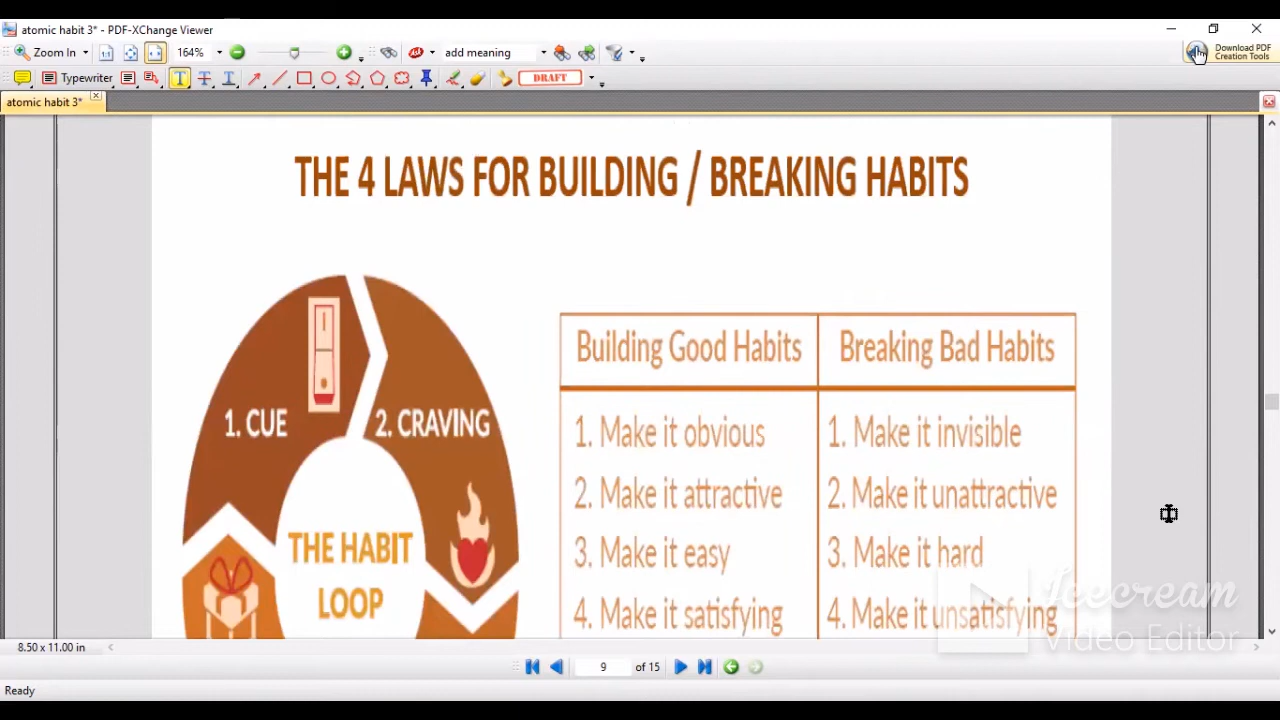 atomic habit 3* - PDF-XChange Viewer
Zoom In
164%
add meaning
Download PDF
Creation Tools
Typewriter
DRAFT
atomic habit 3*
THE 4 LAWS FOR BUILDING / BREAKING HABITS
1. CUE
2. CRAVING
THE HABIT
LOOP
Building Good Habits
Breaking Bad Habits
1. Make it obvious
1. Make it invisible
2. Make it attractive
2. Make it unattractive
3. Make it easy
3. Make it hard
4. Make it satisfying
4. Make it unsatisfying
Icecream
Video Editor
8.50 x 11.00 in
9
of 15
Ready